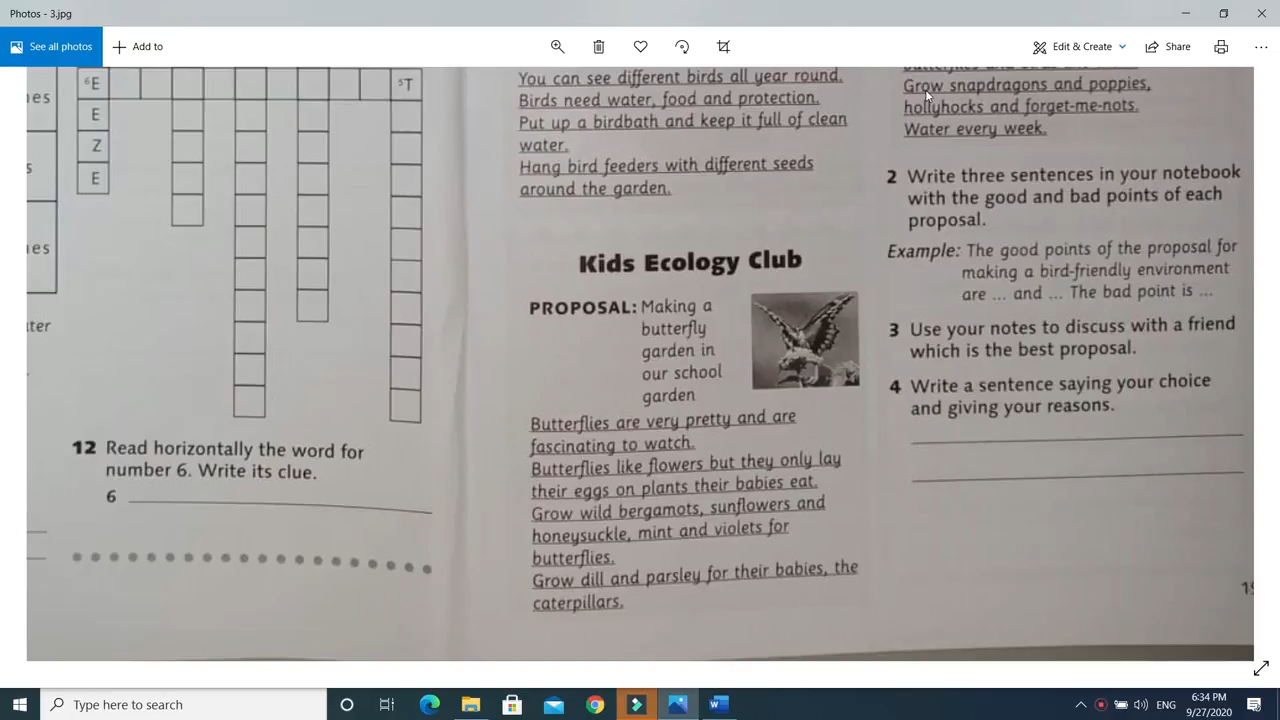 Photos - 3.jpg
See all photos
Add to
Edit & Create
Share
nes
s
nes
ter
6E
E
Z
E
5T
12 Read horizontally the word for
number 6. Write its clue.
6
You can see different birds all year round.
Birds need water, food and protection.
Put up a birdbath and keep it full of clean
water.
Hang bird feeders with different seeds
around the garden.
Kids Ecology Club
PROPOSAL: Making a
butterfly
garden in
our school
garden
Butterflies are very pretty and are
fascinating to watch.
Butterflies like flowers but they only lay
their eggs on plants their babies eat.
Grow wild bergamots, sunflowers and
honeysuckle, mint and violets for
butterflies.
Grow dill and parsley for their babies, the
caterpillars.
Grow snapdragons and poppies,
hollyhocks and forget-me-nots.
Water every week.
2 Write three sentences in your notebook
with the good and bad points of each
proposal.
Example: The good points of the proposal for
making a bird-friendly environment
are ... and ... The bad point is ...
3 Use your notes to discuss with a friend
which is the best proposal.
4 Write a sentence saying your choice
and giving your reasons.
Type here to search
ENG
6:34 PM
9/27/2020